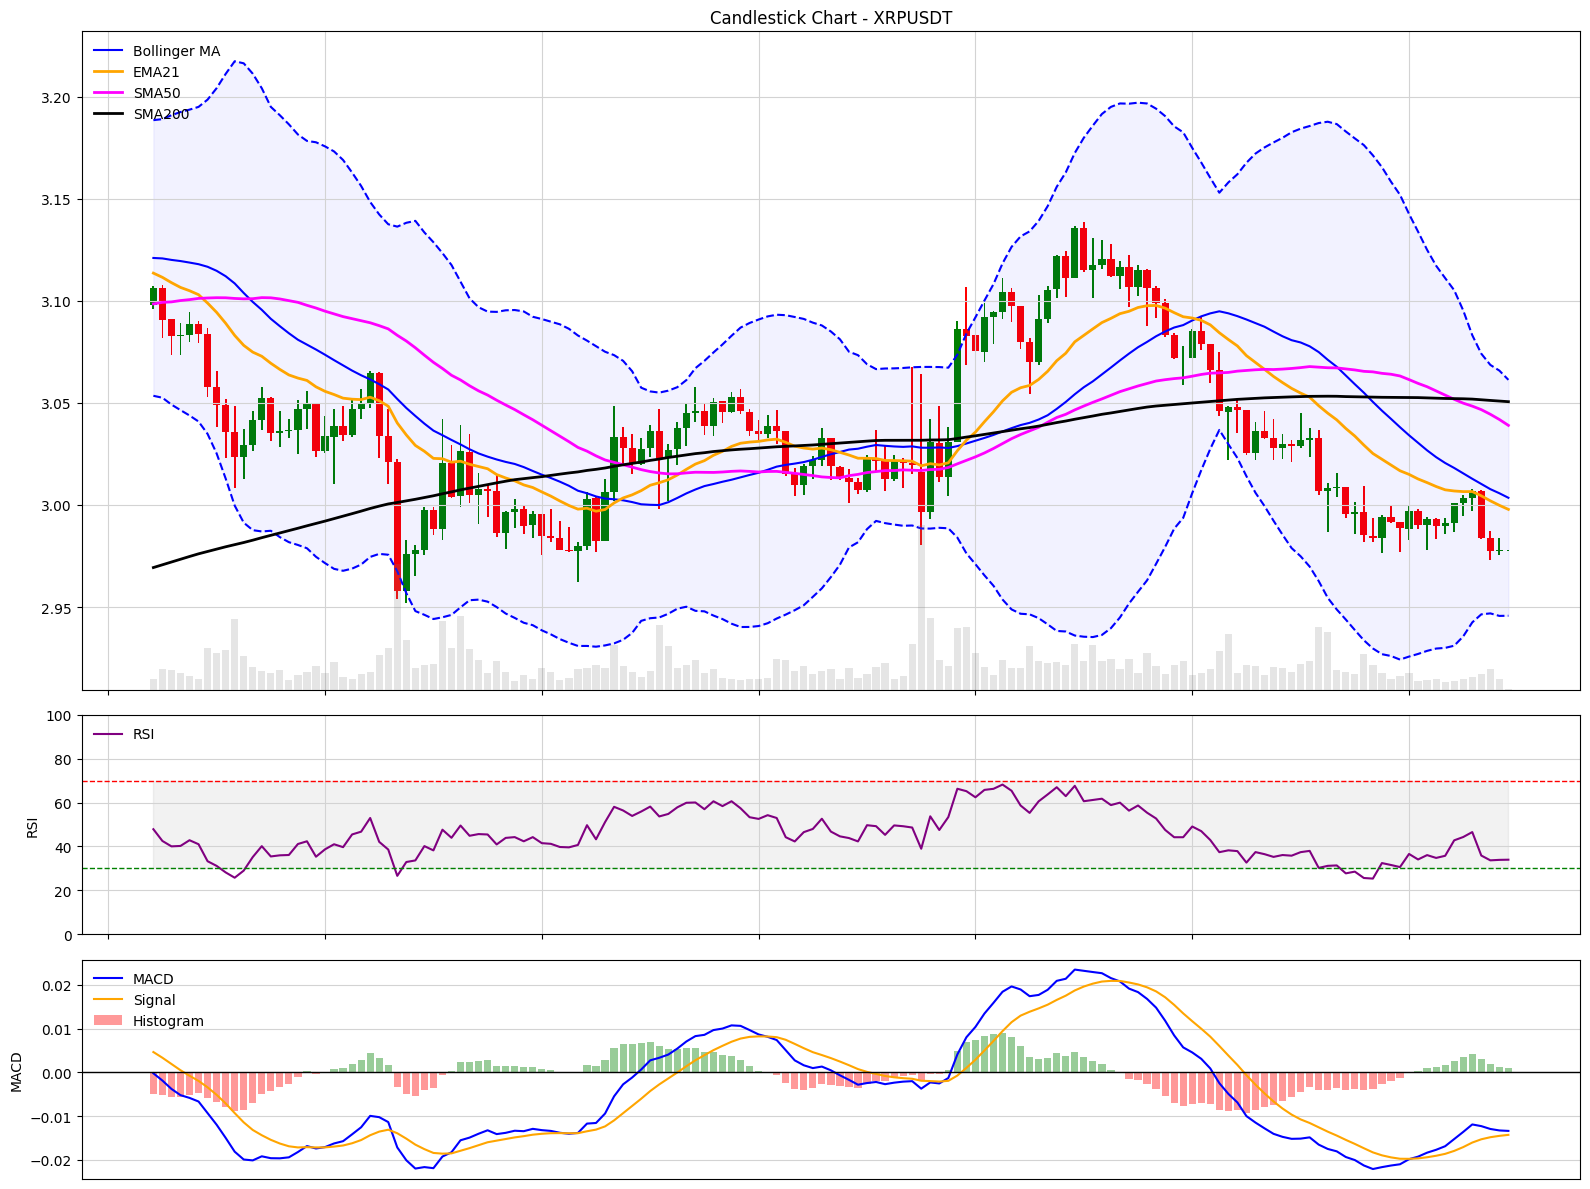 Candlestick Chart - XRPUSDT
Bollinger MA
EMA21
SMA50
SMA200
3.20
3.15
3.10
3.05
3.00
2.95
RSI
RSI
100
80
60
40
20
0
MACD
Signal
Histogram
MACD
0.02
0.01
0.00
−0.01
−0.02